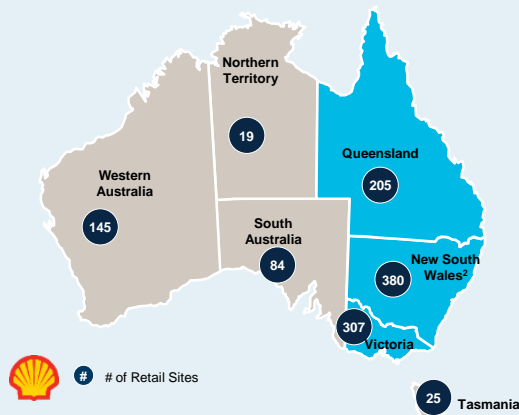 Northern
Territory
19
Queensland
205
Western
Australia
145
South
Australia
84
New South
Wales²
380
307
Victoria
# # of Retail Sites
25 Tasmania